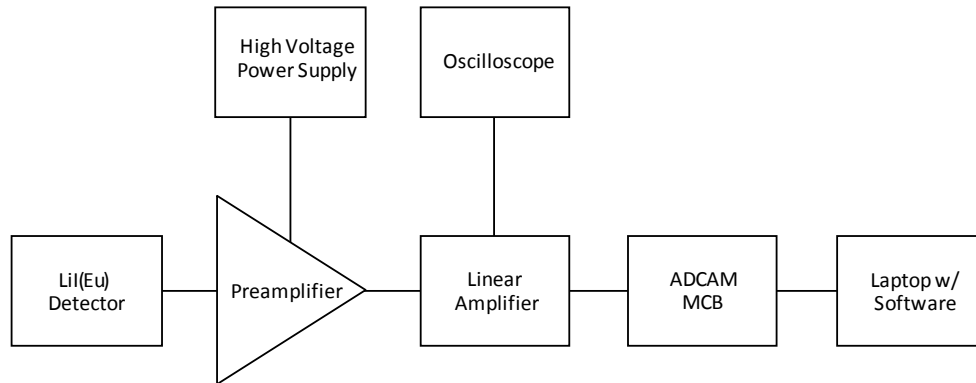 High Voltage
Power Supply
Oscilloscope
LiI(Eu)
Detector
Preamplifier
Linear
Amplifier
ADCAM
MCB
Laptop w/
Software